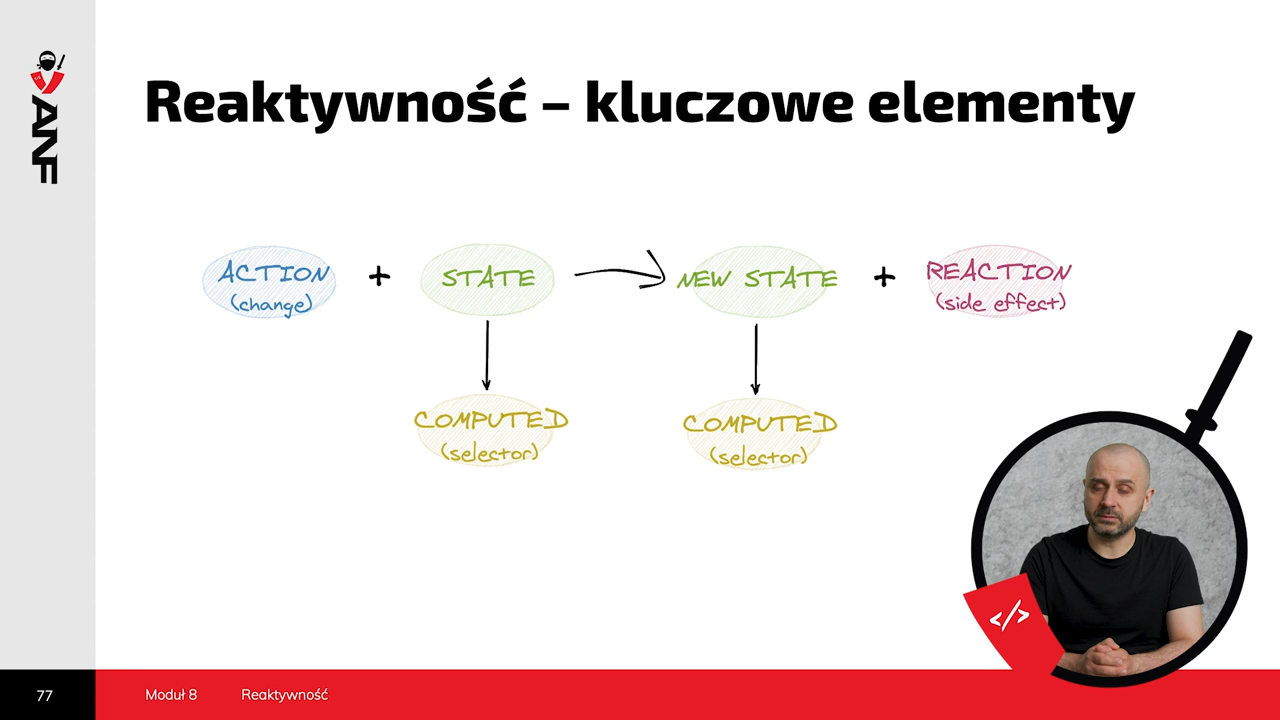 ANF
Reaktywność – kluczowe elementy
ACTION
(change)
+
STATE
NEW STATE
+
REACTION
(side effect)
COMPUTED
(selector)
COMPUTED
(selector)
</>
77
Moduł 8
Reaktywność